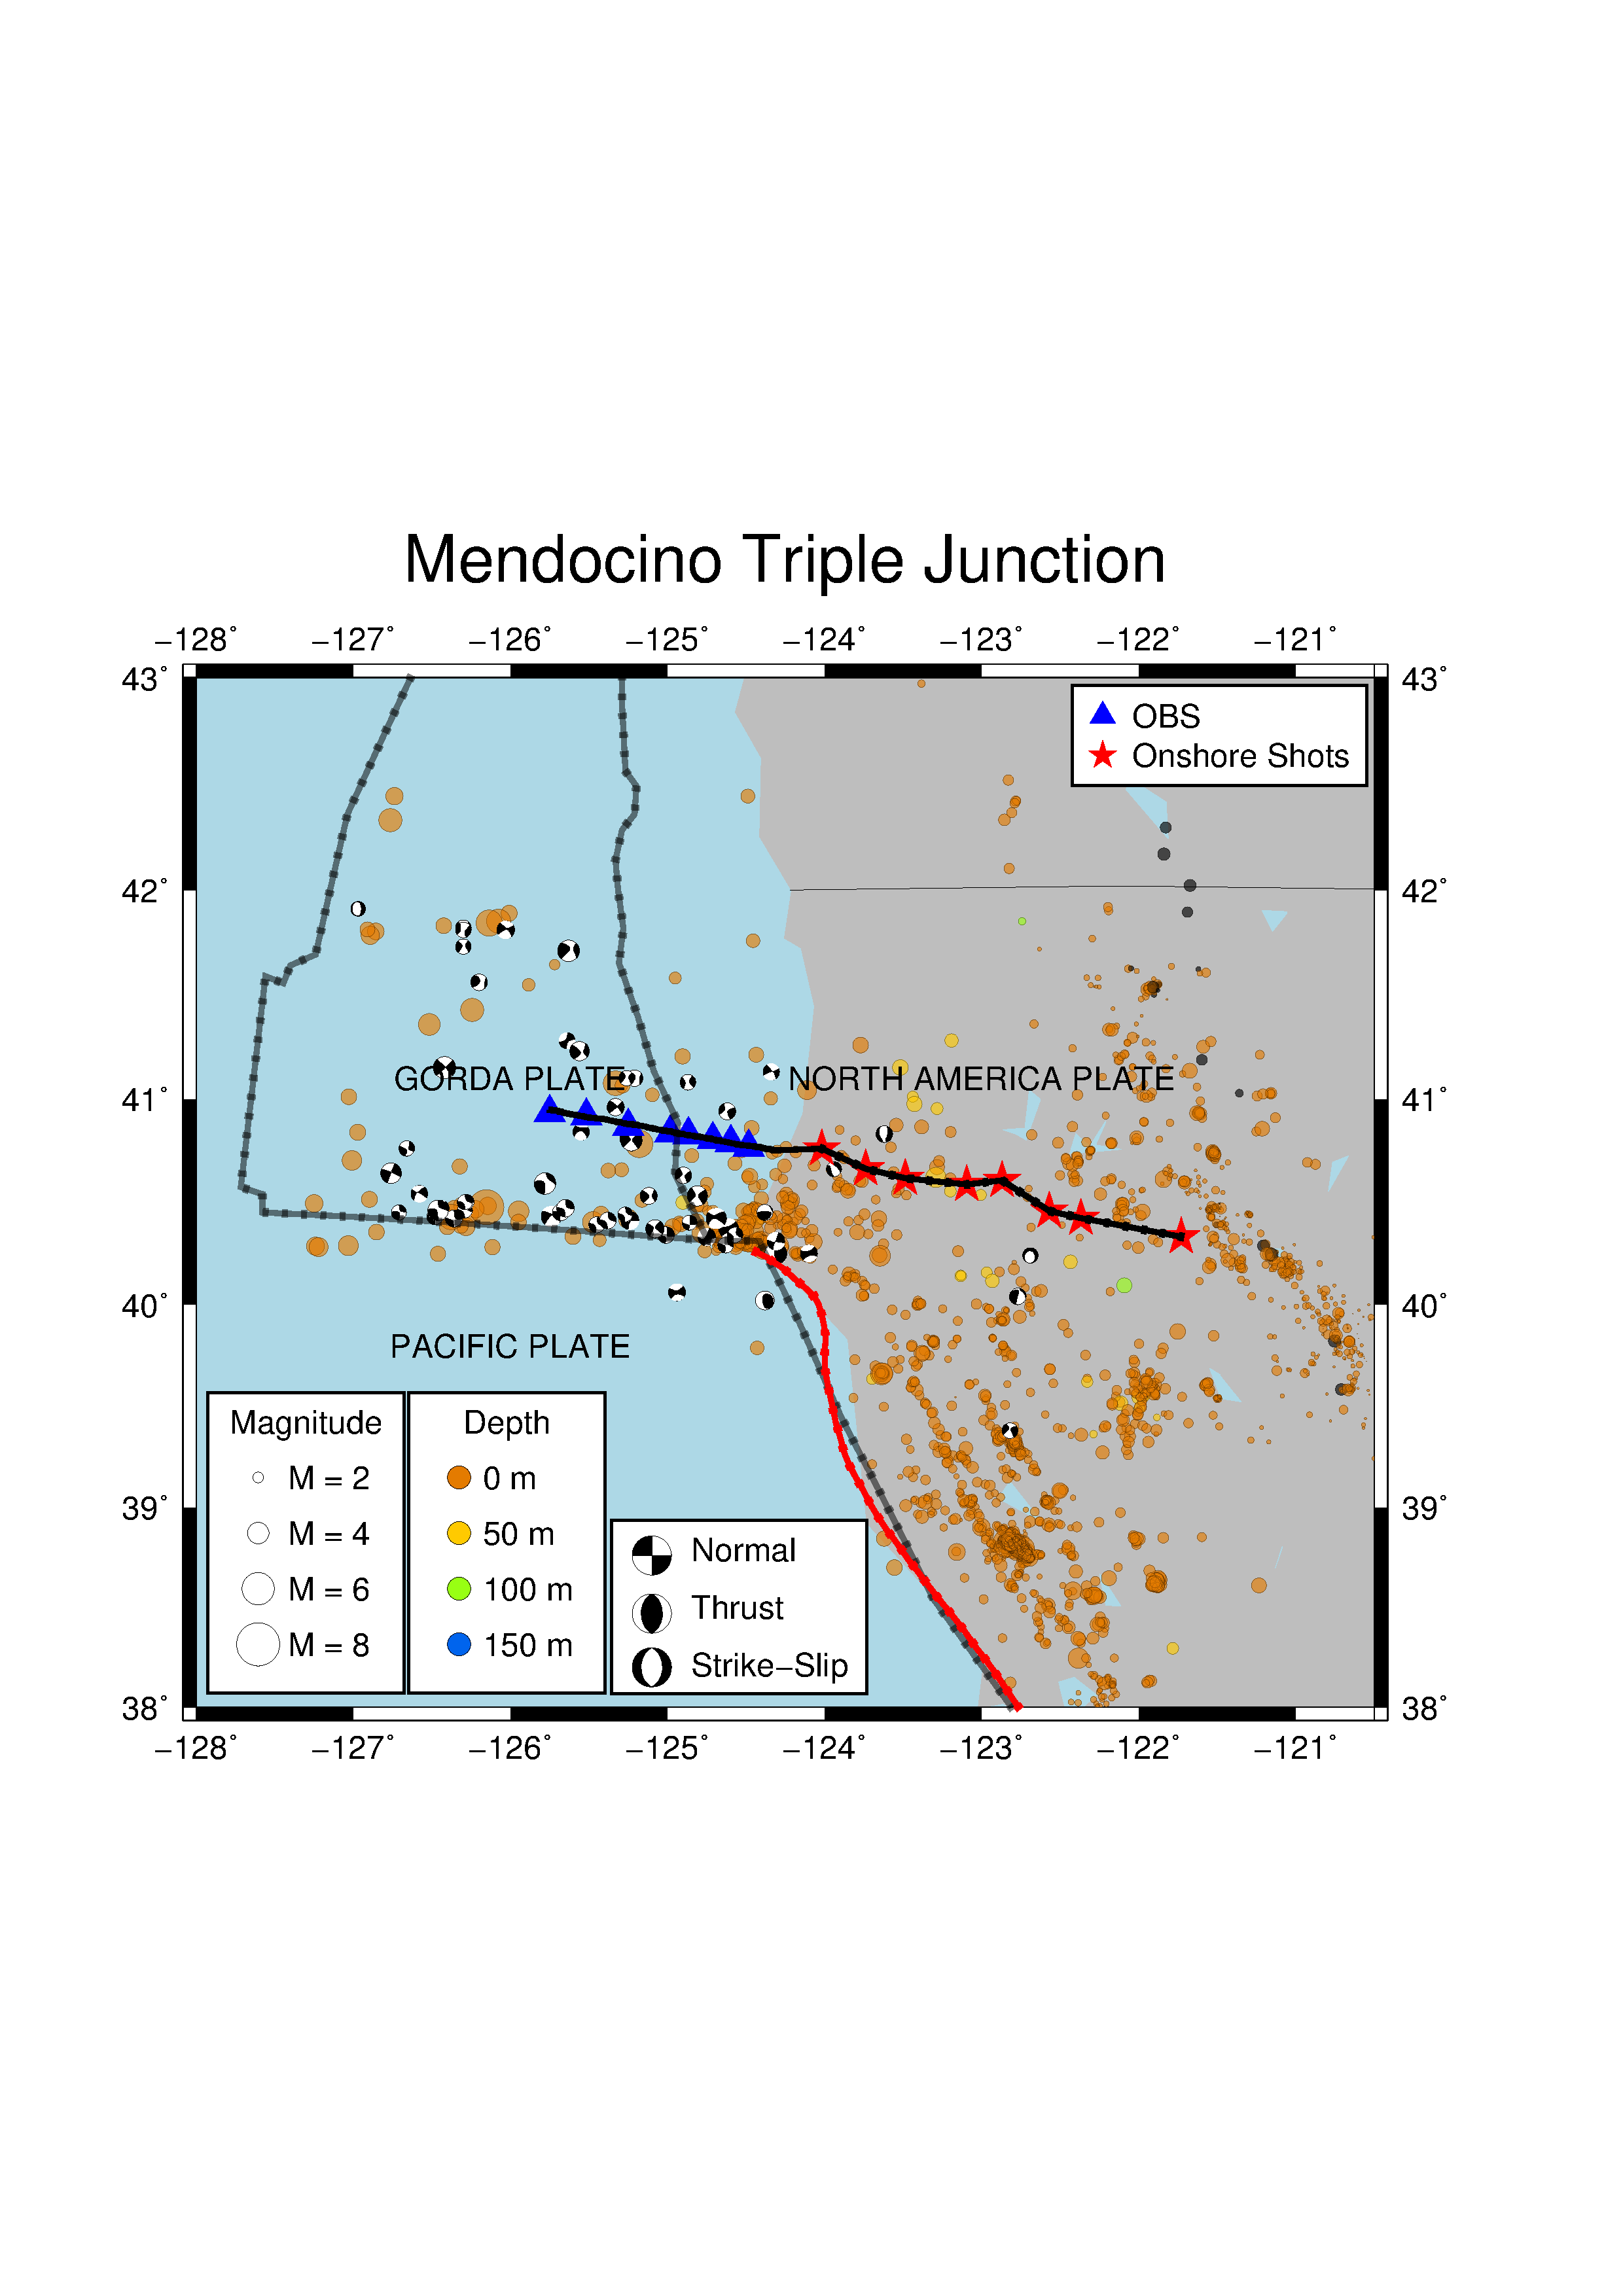 Mendocino Triple Junction
−128˚ −127˚ −126˚ −125˚ −124˚ −123˚ −122˚ −121˚
43˚ 43˚
OBS
Onshore Shots
42˚ 42˚
41˚ 41˚
GORDA PLATE NORTH AMERICA PLATE
40˚ 40˚
PACIFIC PLATE
Magnitude
M = 2
M = 4
M = 6
M = 8
Depth
0 m
50 m
100 m
150 m
Normal
Thrust
Strike−Slip
39˚ 39˚
38˚ 38˚
−128˚ −127˚ −126˚ −125˚ −124˚ −123˚ −122˚ −121˚